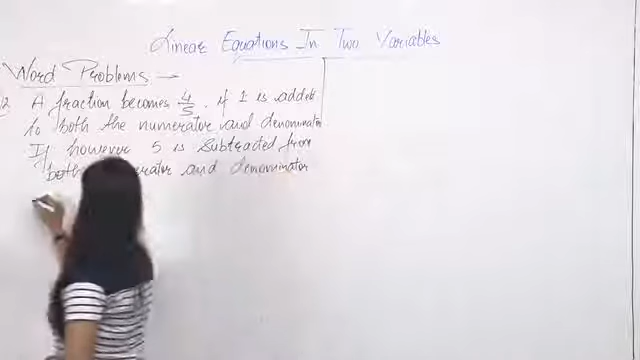 Linear Equations In Two Variables
Word Problems -
2 A fraction becomes 4/5 . if 1 is added
to both the numerator and denominator
If however 5 is subtracted from
both and denominator